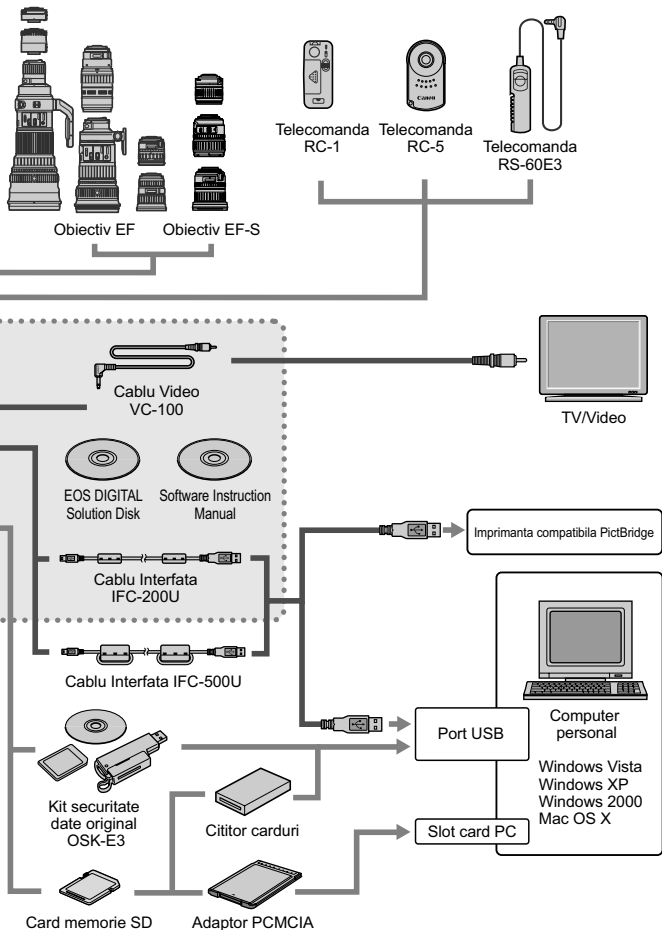 Canon
Telecomanda
RC-1
Telecomanda
RC-5
Telecomanda
RS-60E3
Obiectiv EF
Obiectiv EF-S
Cablu Video
VC-100
TV/Video
EOS DIGITAL
Solution Disk
Software Instruction
Manual
Imprimanta compatibila PictBridge
Cablu Interfata
IFC-200U
Cablu Interfata IFC-500U
Port USB
Computer
personal
Windows Vista
Windows XP
Windows 2000
Mac OS X
Kit securitate
date original
OSK-E3
Cititor carduri
Slot card PC
Card memorie SD
Adaptor PCMCIA